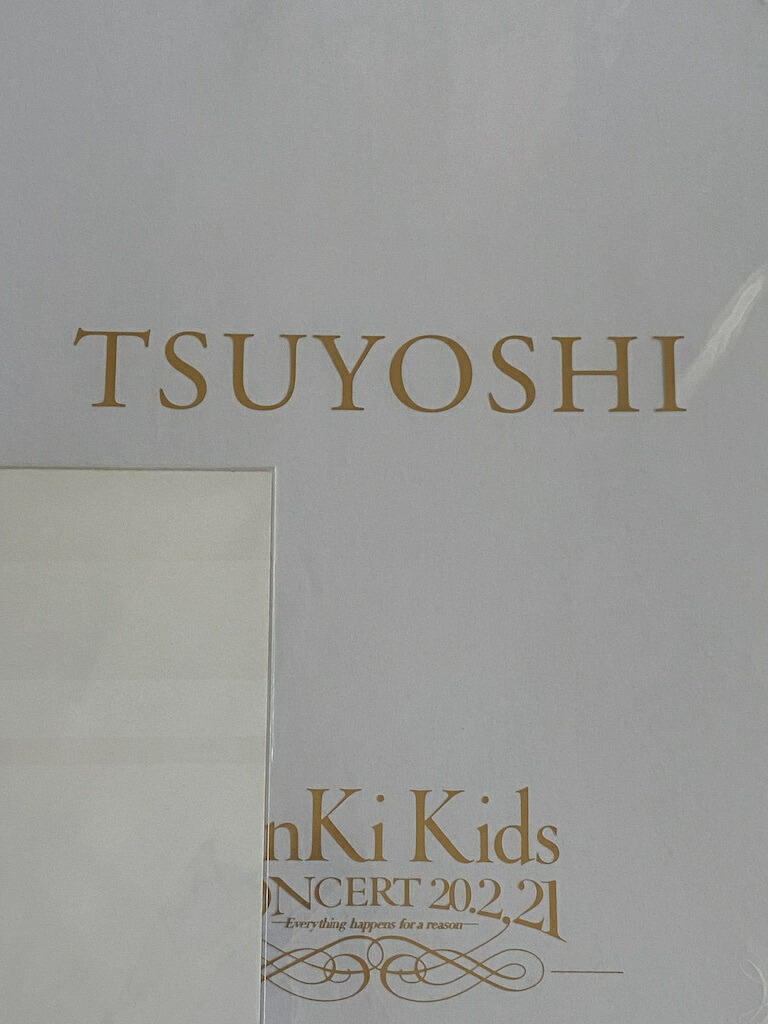 TSUYOSHI
nKi Kids
ONCERT 20.2,21
Everything happens for a reason